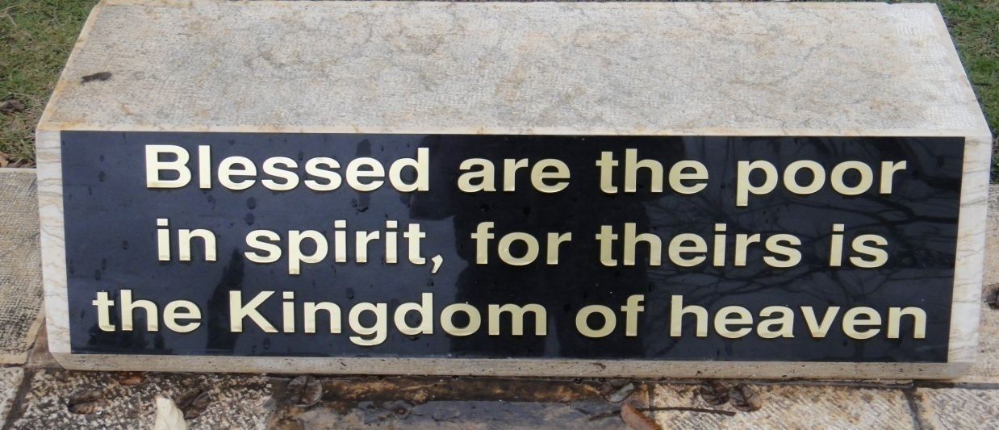 Blessed are the poor
in spirit, for theirs is
the Kingdom of heaven